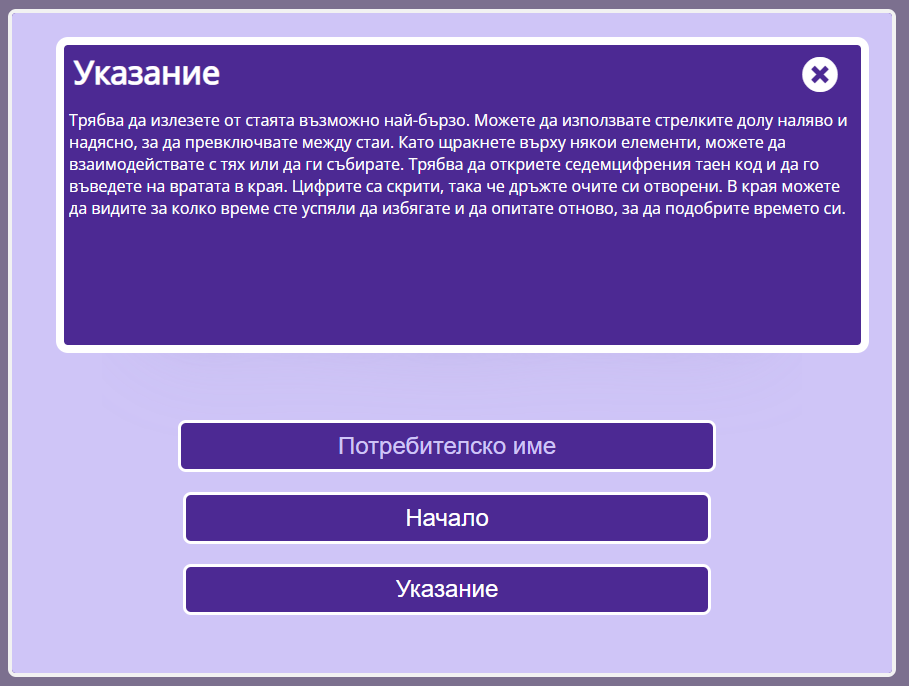 Указание
Трябва да излезете от стаята възможно най-бързо. Можете да използвате стрелките долу наляво и
надясно, за да превключвате между стаи. Като щракнете върху някои елементи, можете да
взаимодействате с тях или да ги събирате. Трябва да откриете седемцифрения таен код и да го
въведете на вратата в края. Цифрите са скрити, така че дръжте очите си отворени. В края можете
да видите за колко време сте успяли да избягате и да опитате отново, за да подобрите времето си.
Потребителско име
Начало
Указание